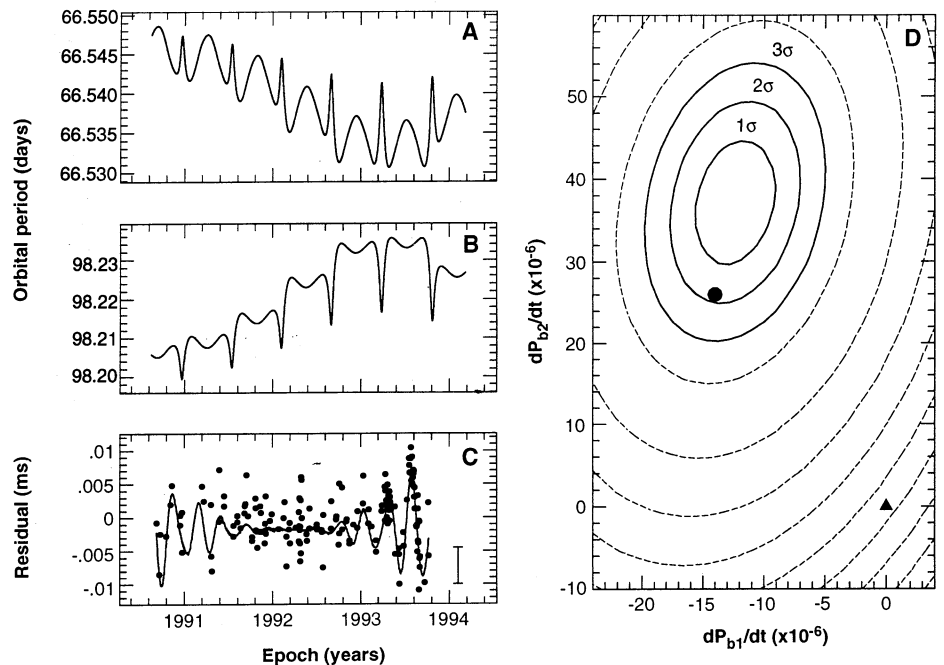 A
66.550
66.545
66.540
66.535
66.530
B
98.23
98.22
98.21
98.20
Orbital period (days)
C
.01
.005
0
-.005
-.01
Residual (ms)
1991 1992 1993 1994
Epoch (years)
D
3σ
2σ
1σ
50
40
30
20
10
0
-10
dP_b2/dt (x10⁻⁶)
-20 -15 -10 -5 0
dP_b1/dt (x10⁻⁶)